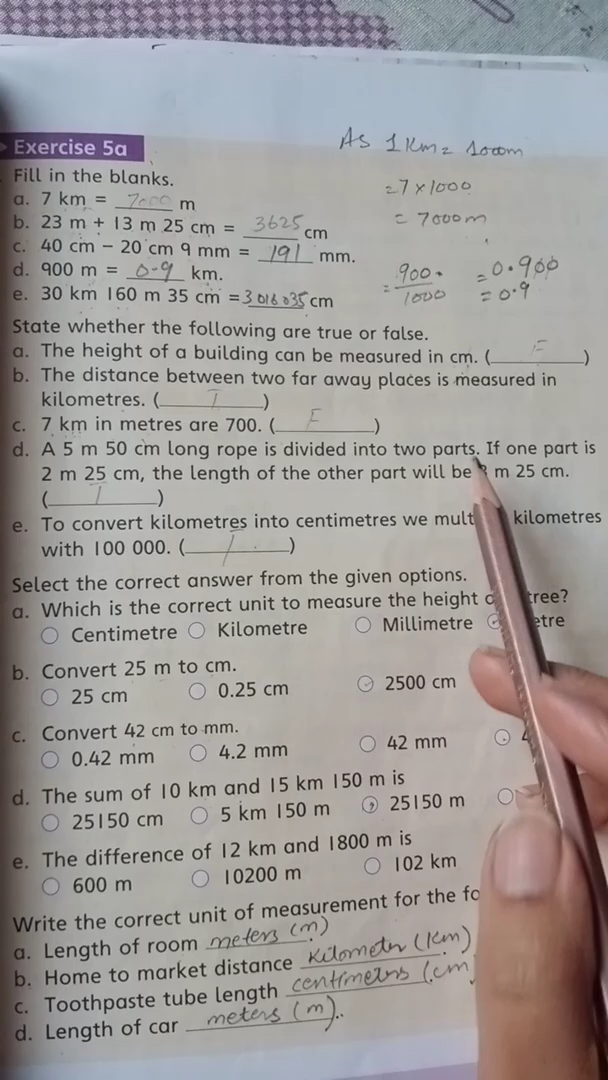 Exercise 5a
As 1 Km = 1000m
Fill in the blanks.
a. 7 km = 7000 m
= 7 x 1000
b. 23 m + 13 m 25 cm = 3625 cm
= 7000m
c. 40 cm – 20 cm 9 mm = 191 mm.
d. 900 m = 0.9 km.
= 900. / 1000
= 0.900
= 0.9
e. 30 km 160 m 35 cm = 3016035 cm
State whether the following are true or false.
a. The height of a building can be measured in cm. (F)
b. The distance between two far away places is measured in
kilometres. (T)
c. 7 km in metres are 700. (F)
d. A 5 m 50 cm long rope is divided into two parts. If one part is
2 m 25 cm, the length of the other part will be m 25 cm.
(T)
e. To convert kilometres into centimetres we kilometres
with 100 000. (T)
Select the correct answer from the given options.
a. Which is the correct unit to measure the height tree?
Centimetre Kilometre Millimetre
b. Convert 25 m to cm.
25 cm 0.25 cm 2500 cm
c. Convert 42 cm to mm.
0.42 mm 4.2 mm 42 mm
d. The sum of 10 km and 15 km 150 m is
25150 cm 5 km 150 m 25150 m
e. The difference of 12 km and 1800 m is
600 m 10200 m 102 km
Write the correct unit of measurement for the
a. Length of room meters (m)
b. Home to market distance Kilometer (km)
c. Toothpaste tube length centimeters (cm
d. Length of car meters (m).